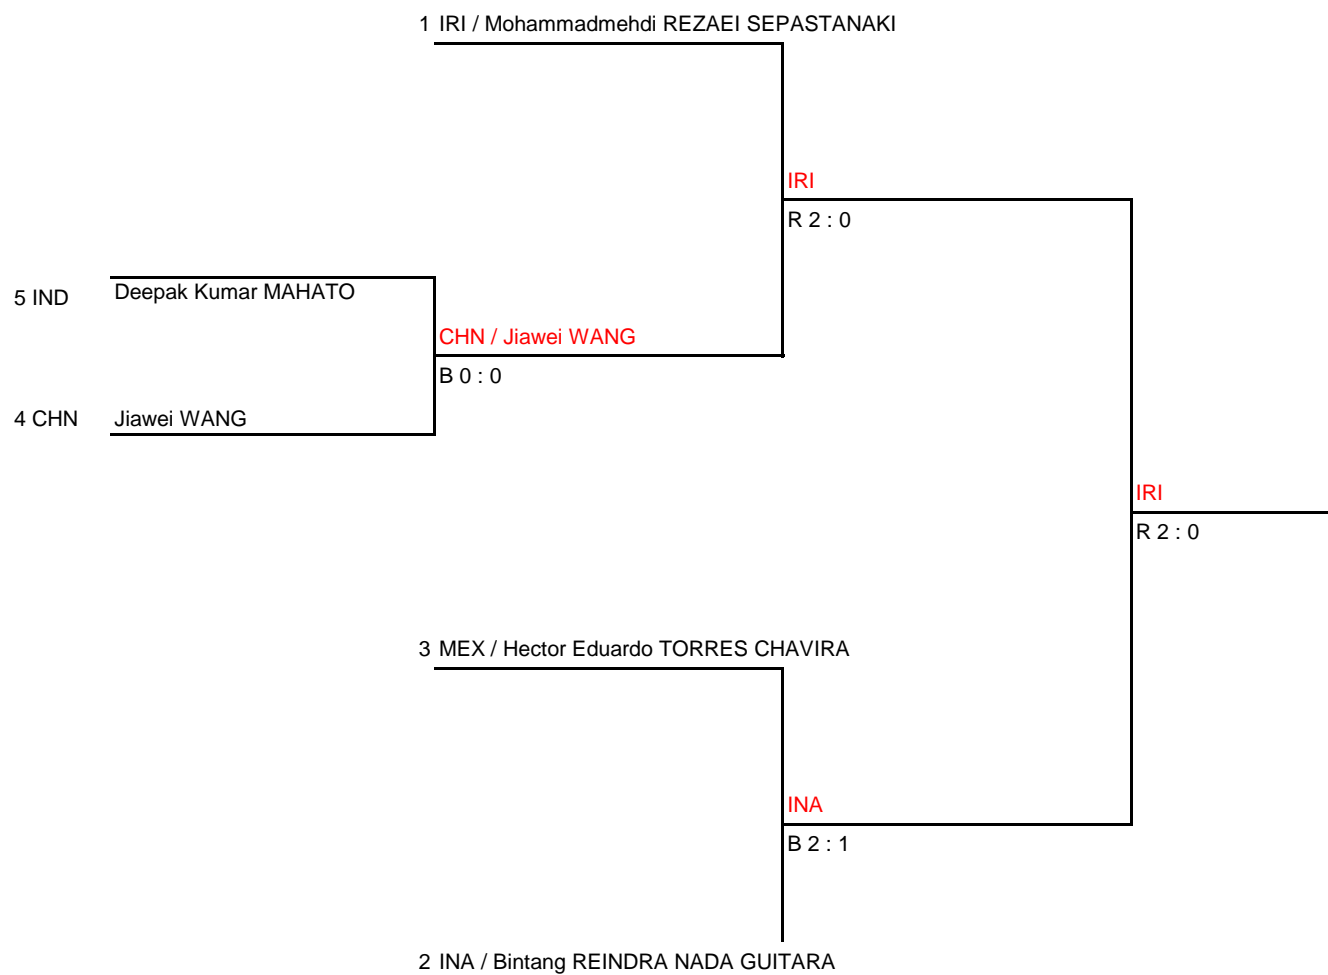 1 IRI / Mohammadmehdi REZAEI SEPASTANAKI
IRI
R 2 : 0
5 IND Deepak Kumar MAHATO
CHN / Jiawei WANG
B 0 : 0
4 CHN Jiawei WANG
IRI
R 2 : 0
3 MEX / Hector Eduardo TORRES CHAVIRA
INA
B 2 : 1
2 INA / Bintang REINDRA NADA GUITARA